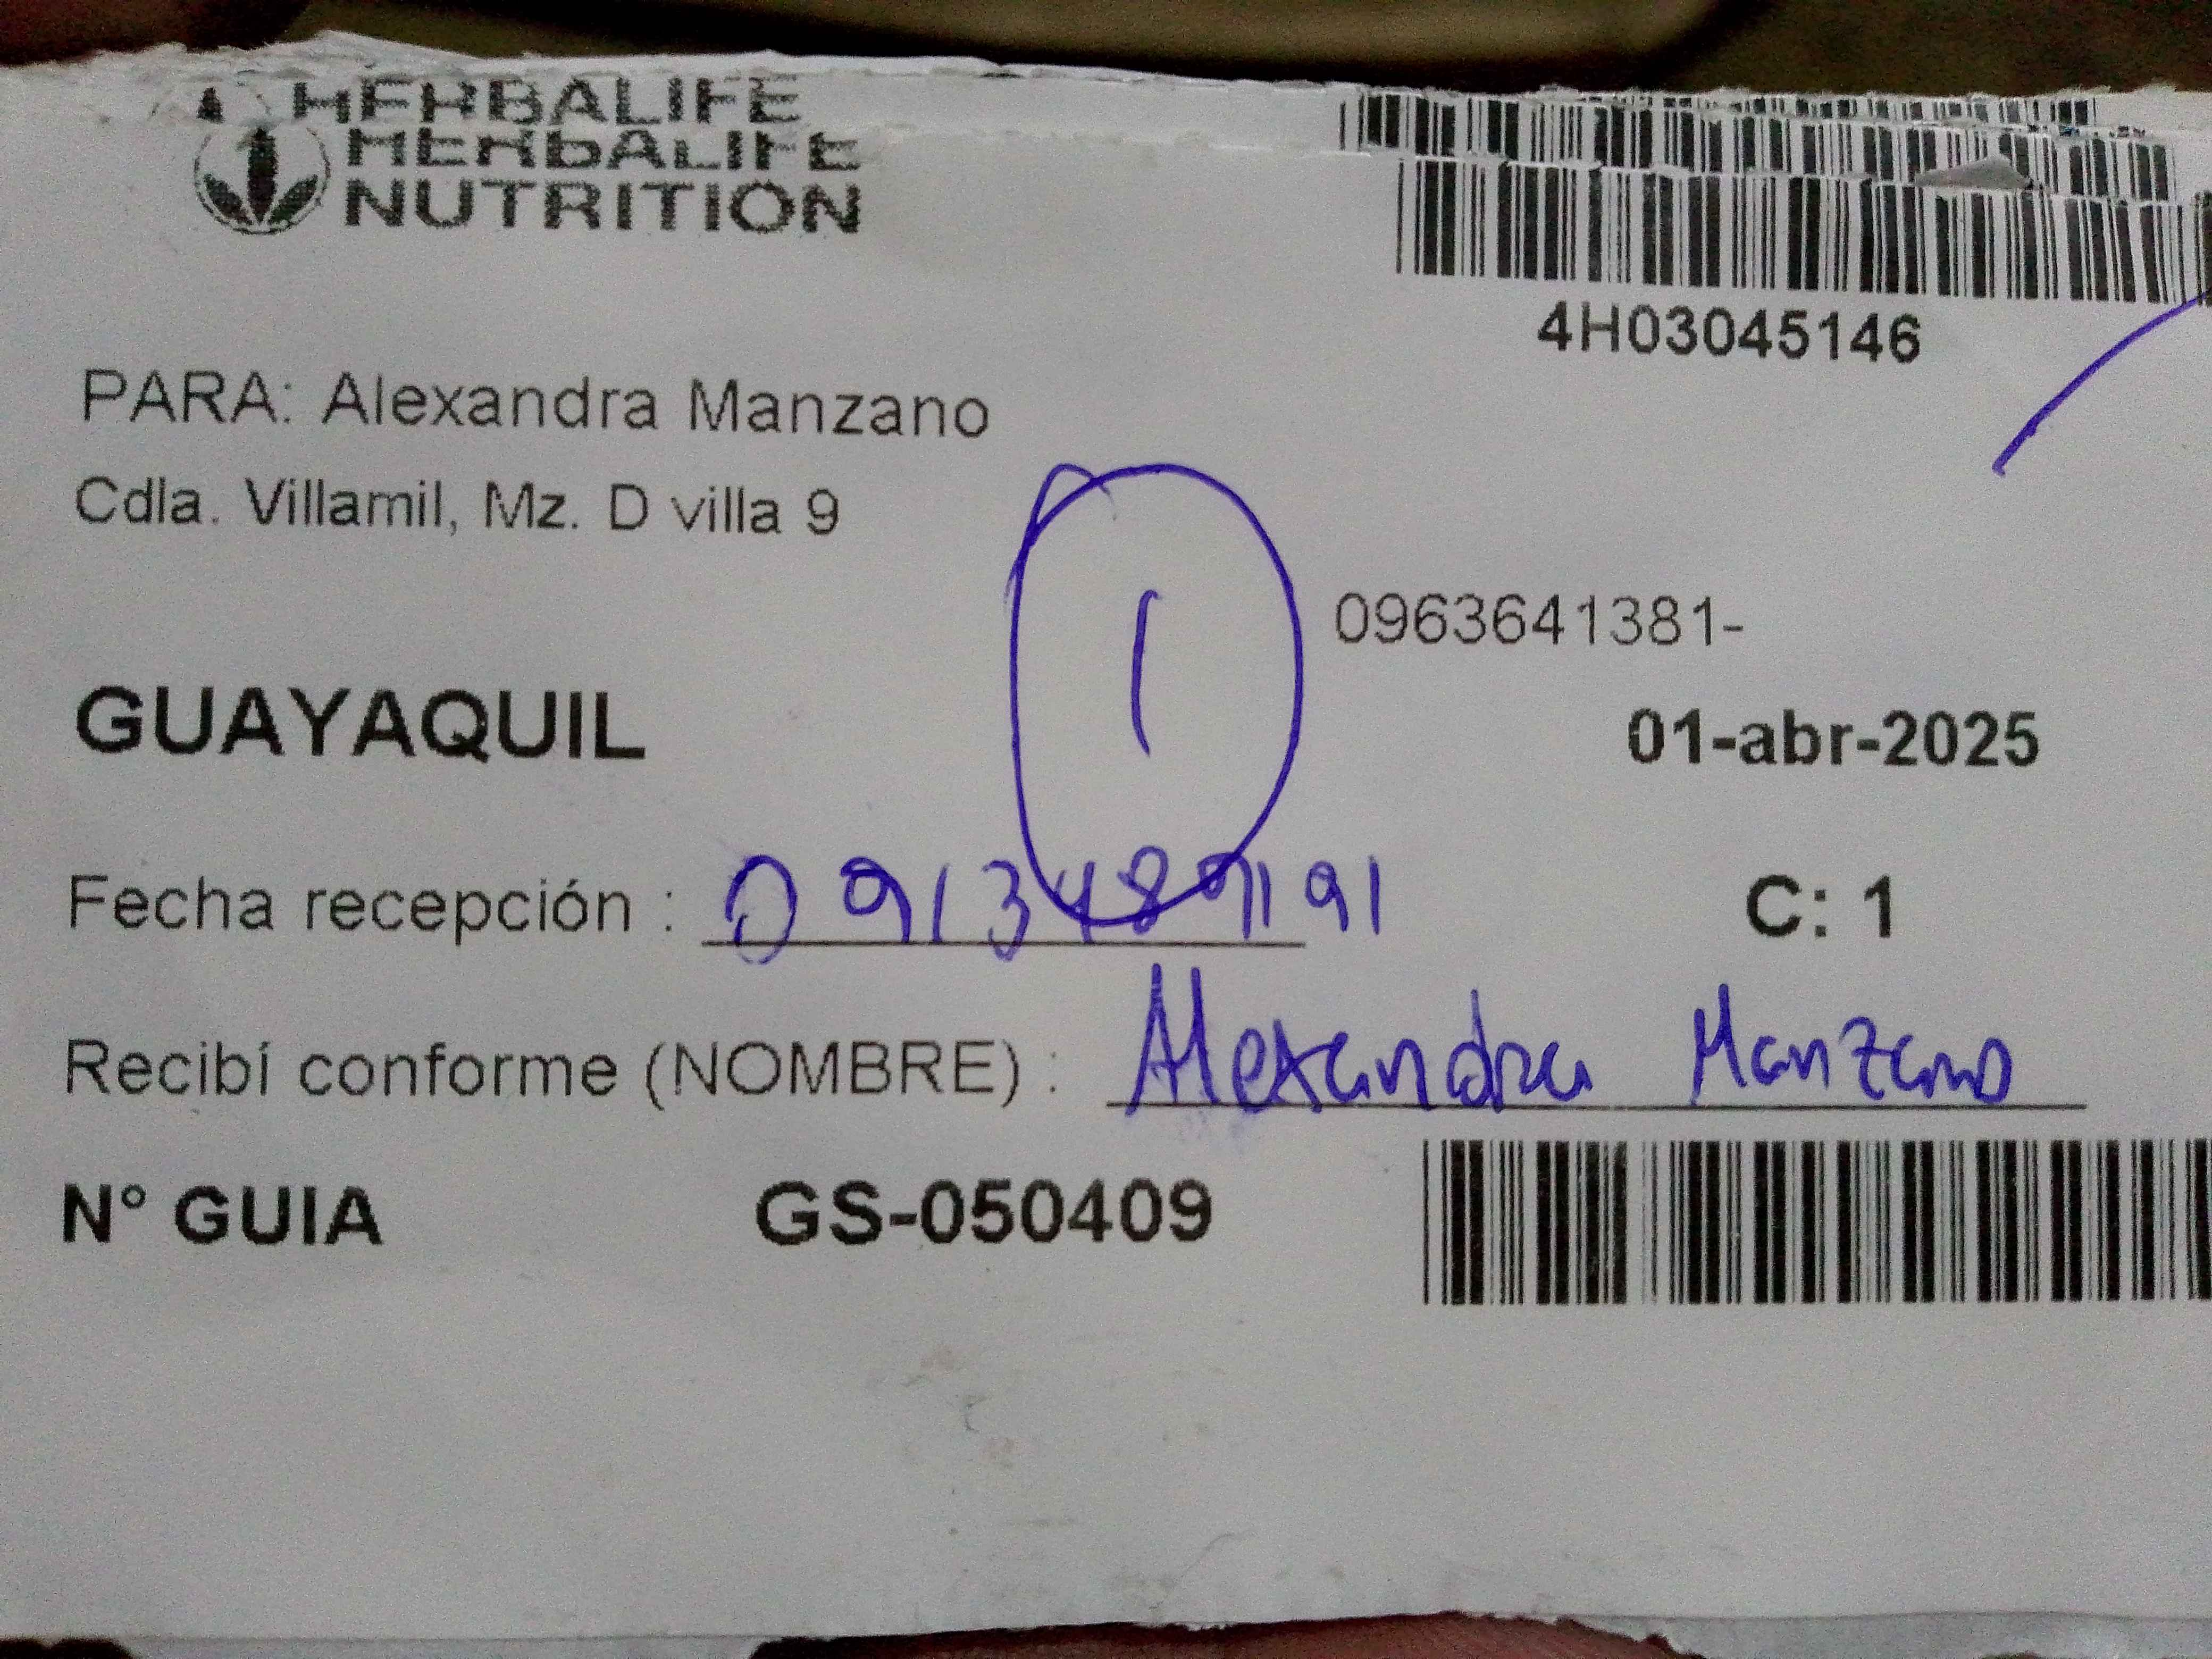 HERBALIFE
HERBALIFE
NUTRITION
4H03045146
PARA: Alexandra Manzano
Cdla. Villamil, Mz. D villa 9
1
0963641381-
GUAYAQUIL
01-abr-2025
Fecha recepción :
C: 1
Recibí conforme (NOMBRE) : Alexandra Manzano
N° GUIA GS-050409